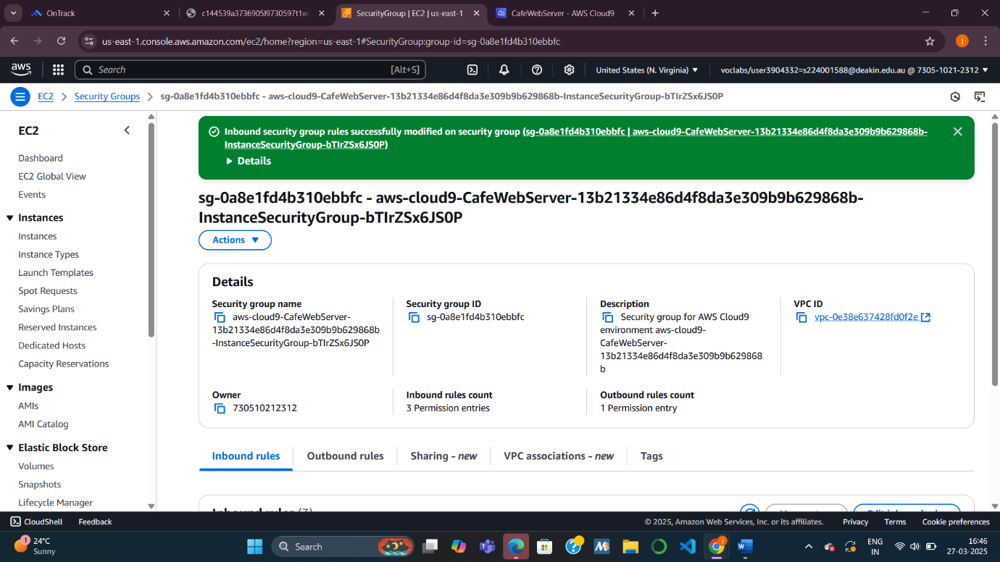 OnTrack
c144539a3736905l9730597t1w7
SecurityGroup | EC2 | us-east-1
CafeWebServer - AWS Cloud9
us-east-1.console.aws.amazon.com/ec2/home?region=us-east-1#SecurityGroup:group-id=sg-0a8e1fd4b310ebbfc
j
aws
Search
[Alt+S]
United States (N. Virginia)
voclabs/user3904332=s224001588@deakin.edu.au @ 7305-1021-2312
EC2
Security Groups
sg-0a8e1fd4b310ebbfc - aws-cloud9-CafeWebServer-13b21334e86d4f8da3e309b9b629868b-InstanceSecurityGroup-bTIrZSx6JS0P
EC2
Dashboard
EC2 Global View
Events
Instances
Instances
Instance Types
Launch Templates
Spot Requests
Savings Plans
Reserved Instances
Dedicated Hosts
Capacity Reservations
Images
AMIs
AMI Catalog
Elastic Block Store
Volumes
Snapshots
Lifecycle Manager
Inbound security group rules successfully modified on security group (sg-0a8e1fd4b310ebbfc | aws-cloud9-CafeWebServer-13b21334e86d4f8da3e309b9b629868b-
InstanceSecurityGroup-bTIrZSx6JS0P)
Details
sg-0a8e1fd4b310ebbfc - aws-cloud9-CafeWebServer-13b21334e86d4f8da3e309b9b629868b-
InstanceSecurityGroup-bTIrZSx6JS0P
Actions
Details
Security group name
aws-cloud9-CafeWebServer-
13b21334e86d4f8da3e309b9b629868b
-InstanceSecurityGroup-bTIrZSx6JS0P
Security group ID
sg-0a8e1fd4b310ebbfc
Description
Security group for AWS Cloud9
environment aws-cloud9-
CafeWebServer-
13b21334e86d4f8da3e309b9b629868
b
VPC ID
vpc-0e38e637428fd0f2e
Owner
730510212312
Inbound rules count
3 Permission entries
Outbound rules count
1 Permission entry
Inbound rules
Outbound rules
Sharing - new
VPC associations - new
Tags
Inbound rules (3)
CloudShell
Feedback
© 2025, Amazon Web Services, Inc. or its affiliates.
Privacy
Terms
Cookie preferences
1
24°C
Sunny
Search
ENG
IN
16:46
27-03-2025